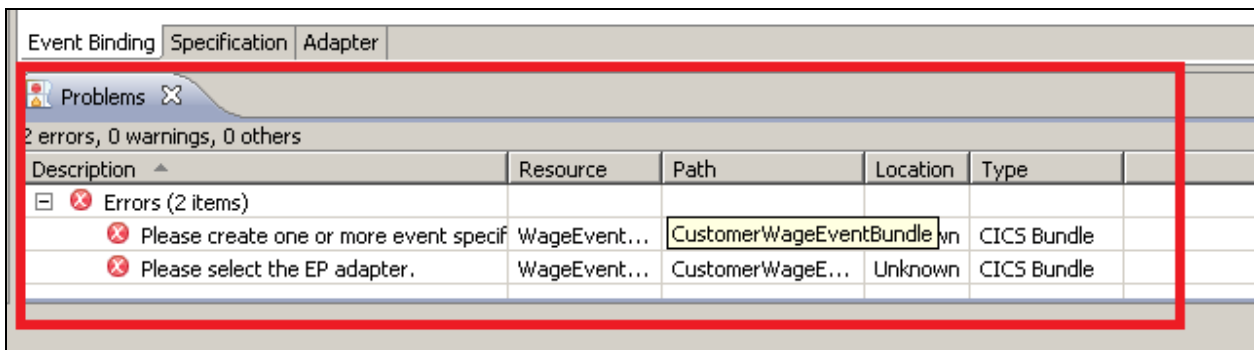 Event Binding Specification Adapter
Problems
2 errors, 0 warnings, 0 others
Description Resource Path Location Type
Errors (2 items)
Please create one or more event specif WageEvent... CustomerWageEventBundle wn CICS Bundle
Please select the EP adapter. WageEvent... CustomerWageE... Unknown CICS Bundle